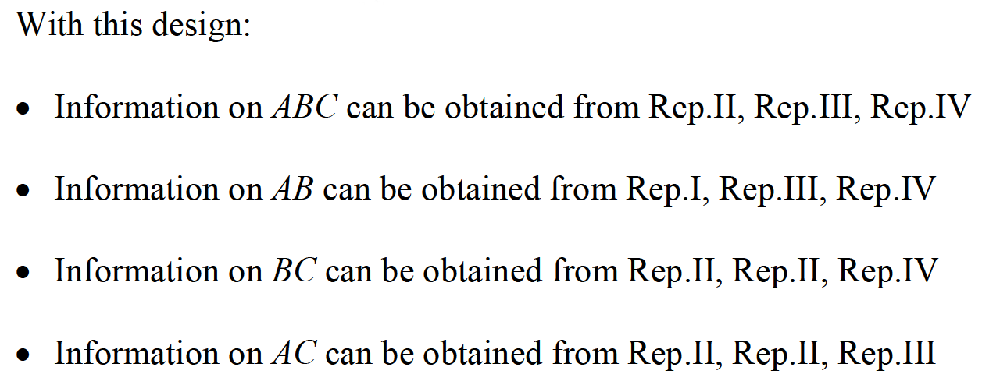 With this design:
• Information on ABC can be obtained from Rep.II, Rep.III, Rep.IV
• Information on AB can be obtained from Rep.I, Rep.III, Rep.IV
• Information on BC can be obtained from Rep.II, Rep.II, Rep.IV
• Information on AC can be obtained from Rep.II, Rep.II, Rep.III